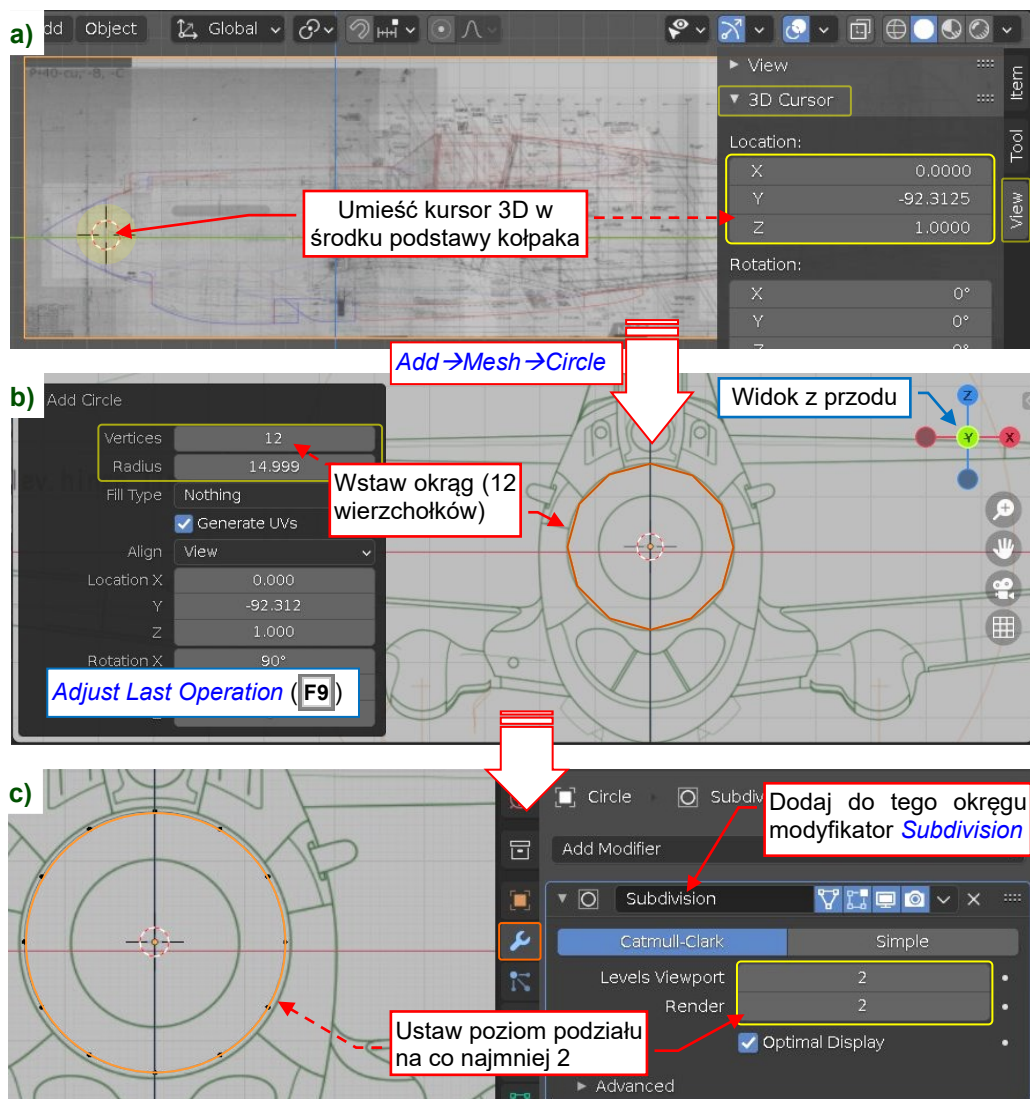 a)
dd Object Global
P-40-cu, -B, -C
View
3D Cursor
Location:
X 0.0000
Y -92.3125
Z 1.0000
Rotation:
X 0°
Y 0°
Z 0°
Item
Tool
View
Umieść kursor 3D w
środku podstawy kołpaka
Add→Mesh→Circle
b)
Add Circle
Vertices 12
Radius 14.999
Fill Type Nothing
Generate UVs
Align View
Location X 0.000
Y -92.312
Z 1.000
Rotation X 90°
Adjust Last Operation (F9)
Wstaw okrąg (12
wierzchołków)
Widok z przodu
Z
-Y
X
c)
Circle Subdiv
Dodaj do tego okręgu
modyfikator Subdivision
Add Modifier
Subdivision
Catmull-Clark Simple
Levels Viewport 2
Render 2
Optimal Display
Advanced
Ustaw poziom podziału
na co najmniej 2